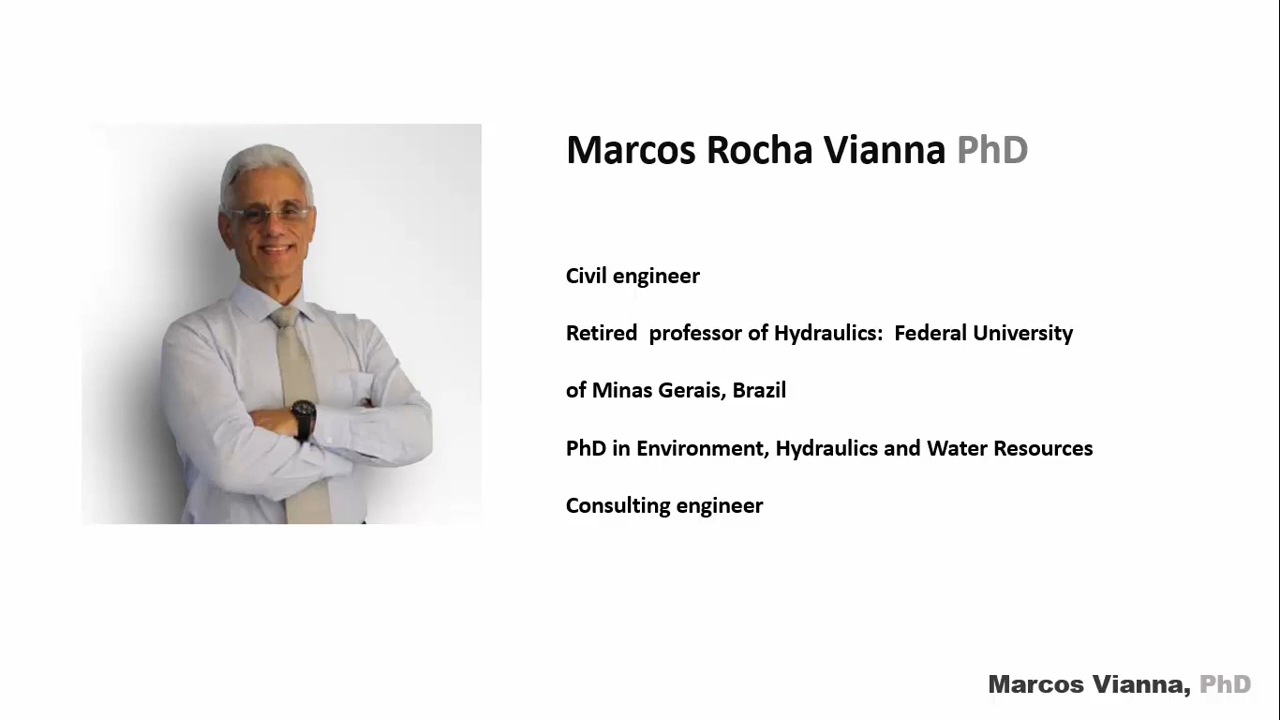 Marcos Rocha Vianna PhD
Civil engineer
Retired  professor of Hydraulics:  Federal University
of Minas Gerais, Brazil
PhD in Environment, Hydraulics and Water Resources
Consulting engineer
Marcos Vianna, PhD